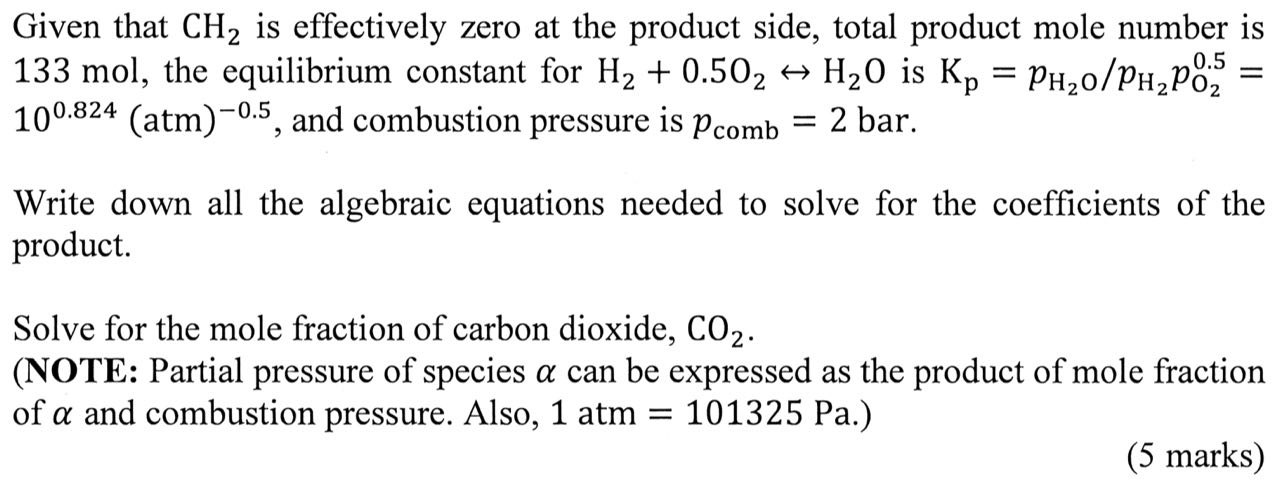 Given that CH₂ is effectively zero at the product side, total product mole number is
133 mol, the equilibrium constant for H₂ + 0.5O₂ ↔ H₂O is Kₚ = p_H₂O/p_H₂p_O₂^0.5 =
10^0.824 (atm)^−0.5, and combustion pressure is p_comb = 2 bar.
Write down all the algebraic equations needed to solve for the coefficients of the
product.
Solve for the mole fraction of carbon dioxide, CO₂.
(NOTE: Partial pressure of species α can be expressed as the product of mole fraction
of α and combustion pressure. Also, 1 atm = 101325 Pa.)
(5 marks)